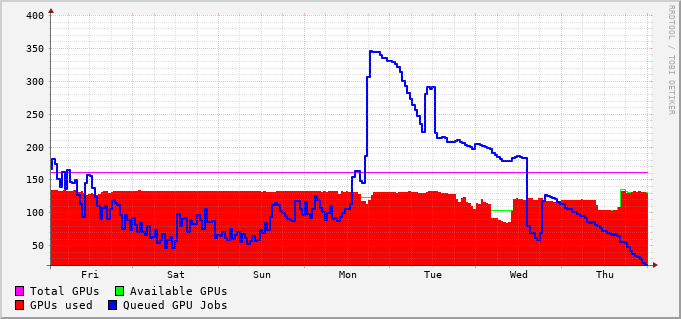 400
350
300
250
200
150
100
50
Fri Sat Sun Mon Tue Wed Thu
Total GPUs Available GPUs
GPUs used Queued GPU Jobs
RRDTOOL / TOBI OETIKER